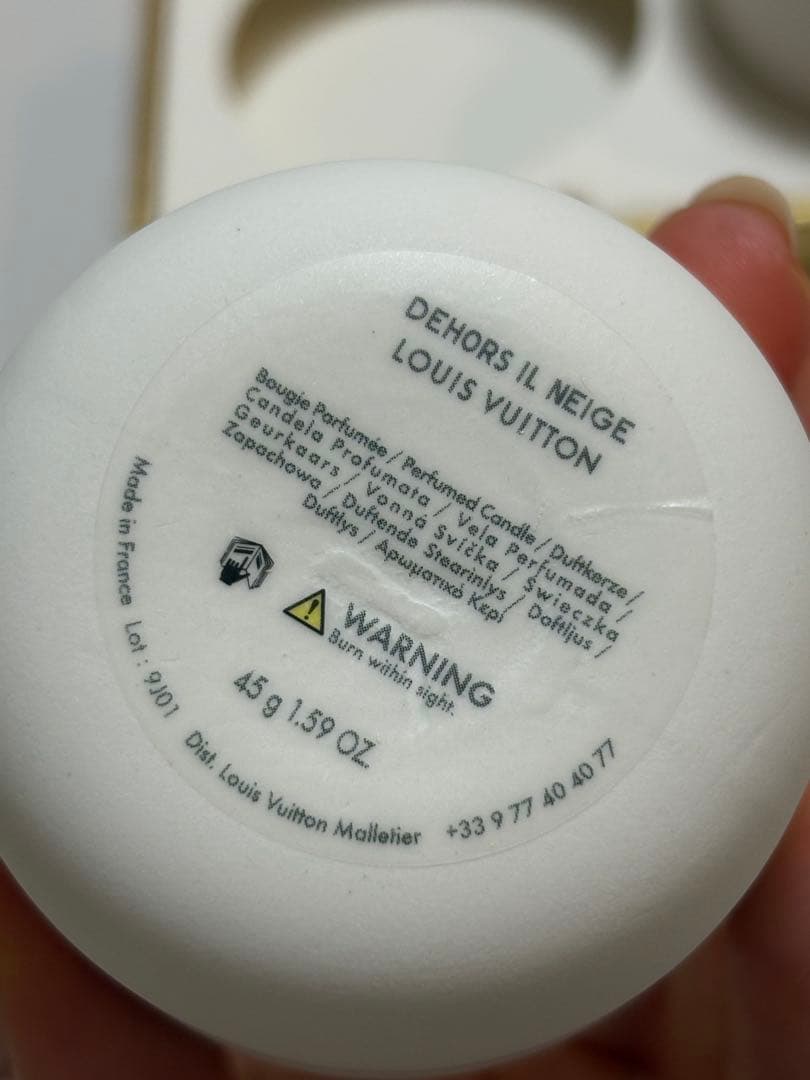 DEHORS IL NEIGE
LOUIS VUITTON
Bougie Parfumée / Perfumed Candle / Duftkerze /
Candela Profumata / Vela Perfumada /
Geurkaars / Vonná Svíčka / Świeczka
Zapachowa / Duftende Stearinlys / Doftljus /
Duftlys / Αρωματικό Κερί
WARNING
Burn within sight.
45 g 1.59 OZ.
Made in France Lot : 9J01
Dist. Louis Vuitton Malletier +33 9 77 40 40 77